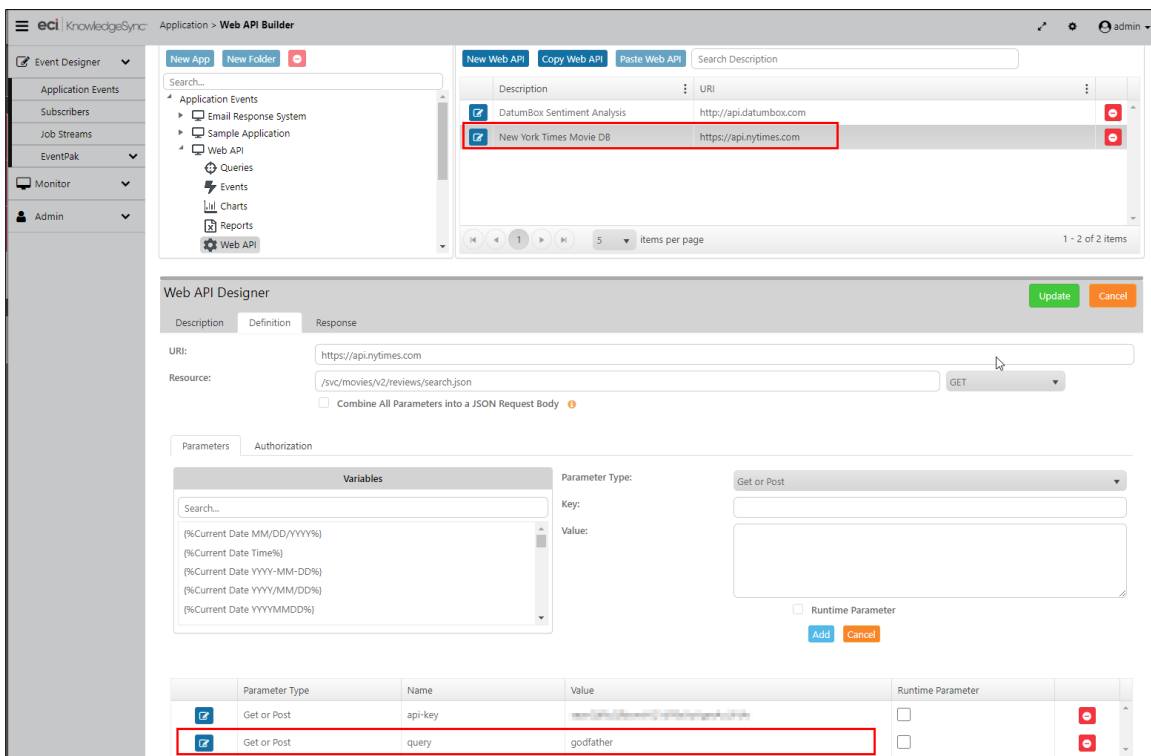 eci KnowledgeSync Application > Web API Builder admin
Event Designer
Application Events
Subscribers
Job Streams
EventPak
Monitor
Admin
New App New Folder
Search...
Application Events
Email Response System
Sample Application
Web API
Queries
Events
Charts
Reports
Web API
New Web API Copy Web API Paste Web API Search Description
Description URI
DatumBox Sentiment Analysis http://api.datumbox.com
New York Times Movie DB https://api.nytimes.com
1 5 items per page 1 - 2 of 2 items
Web API Designer Update Cancel
Description Definition Response
URI: https://api.nytimes.com
Resource: /svc/movies/v2/reviews/search.json GET
Combine All Parameters into a JSON Request Body
Parameters Authorization
Variables
Search...
{%Current Date MM/DD/YYYY%}
{%Current Date Time%}
{%Current Date YYYY-MM-DD%}
{%Current Date YYYY/MM/DD%}
{%Current Date YYYYMMDD%}
Parameter Type: Get or Post
Key:
Value:
Runtime Parameter
Add Cancel
Parameter Type Name Value Runtime Parameter
Get or Post api-key
Get or Post query godfather